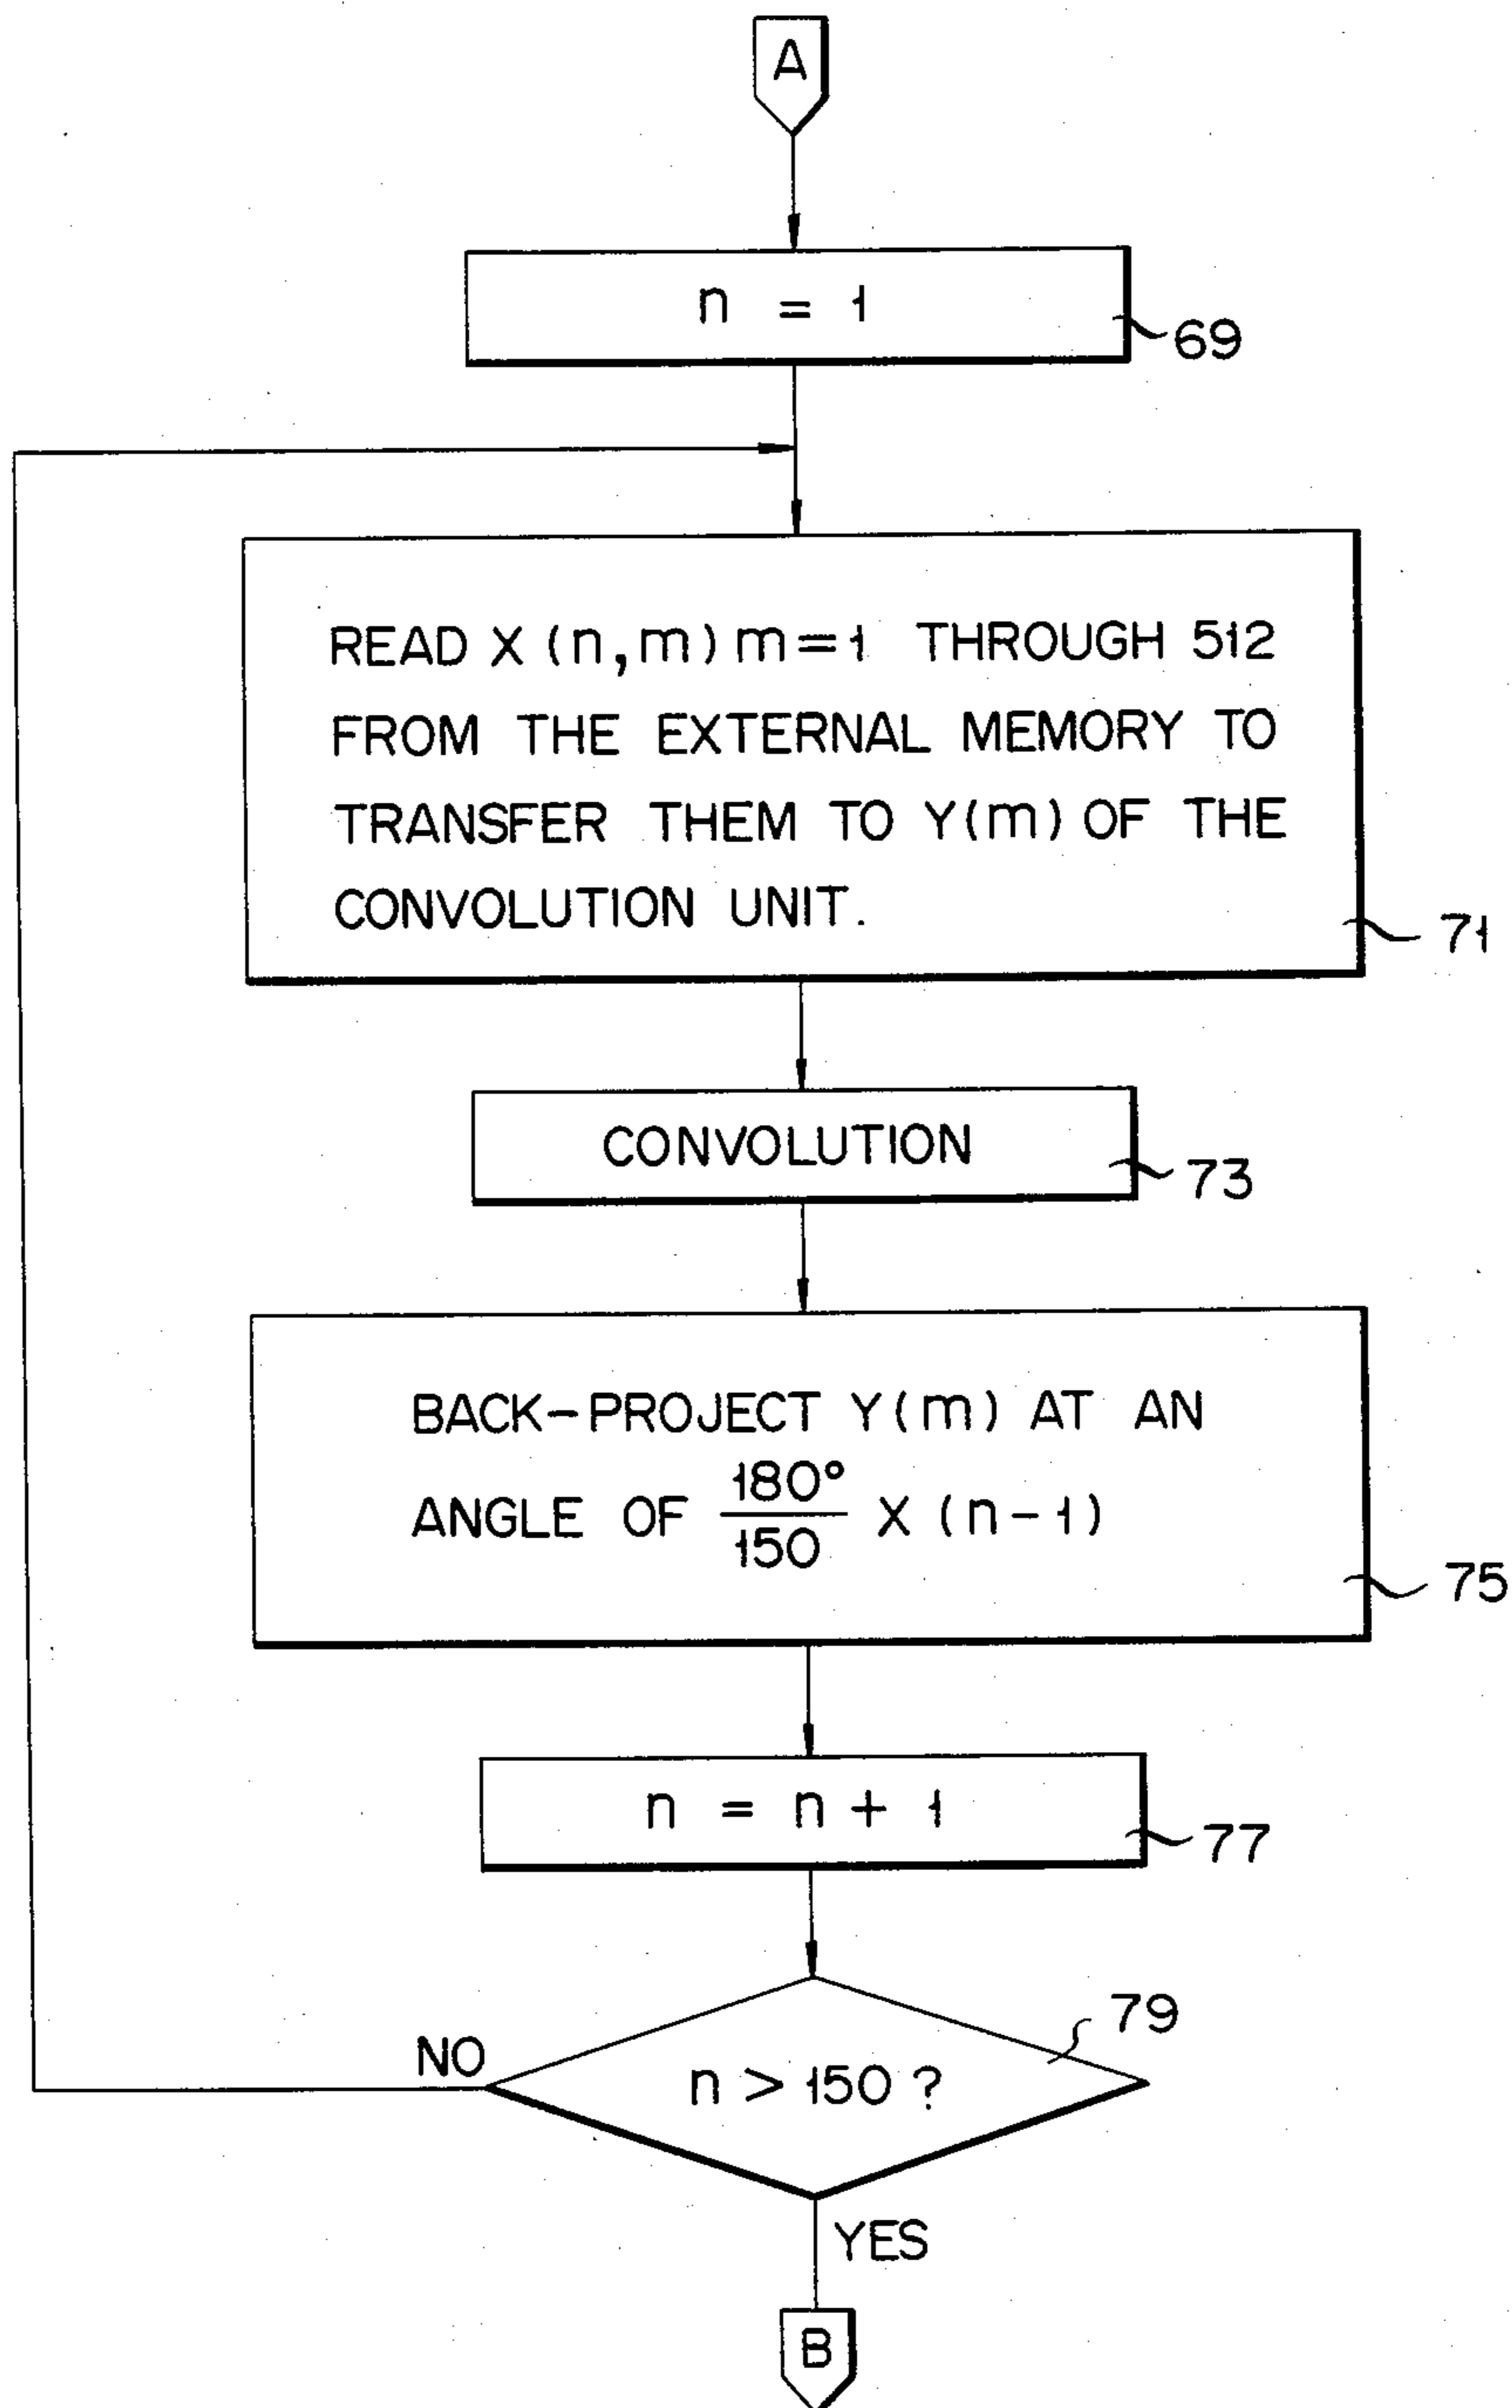 A
n = 1
69
READ X (n,m) m=1 THROUGH 512
FROM THE EXTERNAL MEMORY TO
TRANSFER THEM TO Y(m) OF THE
CONVOLUTION UNIT.
71
CONVOLUTION
73
BACK-PROJECT Y(m) AT AN
ANGLE OF 180°/150 X (n-1)
75
n = n + 1
77
79
NO
n > 150 ?
YES
B